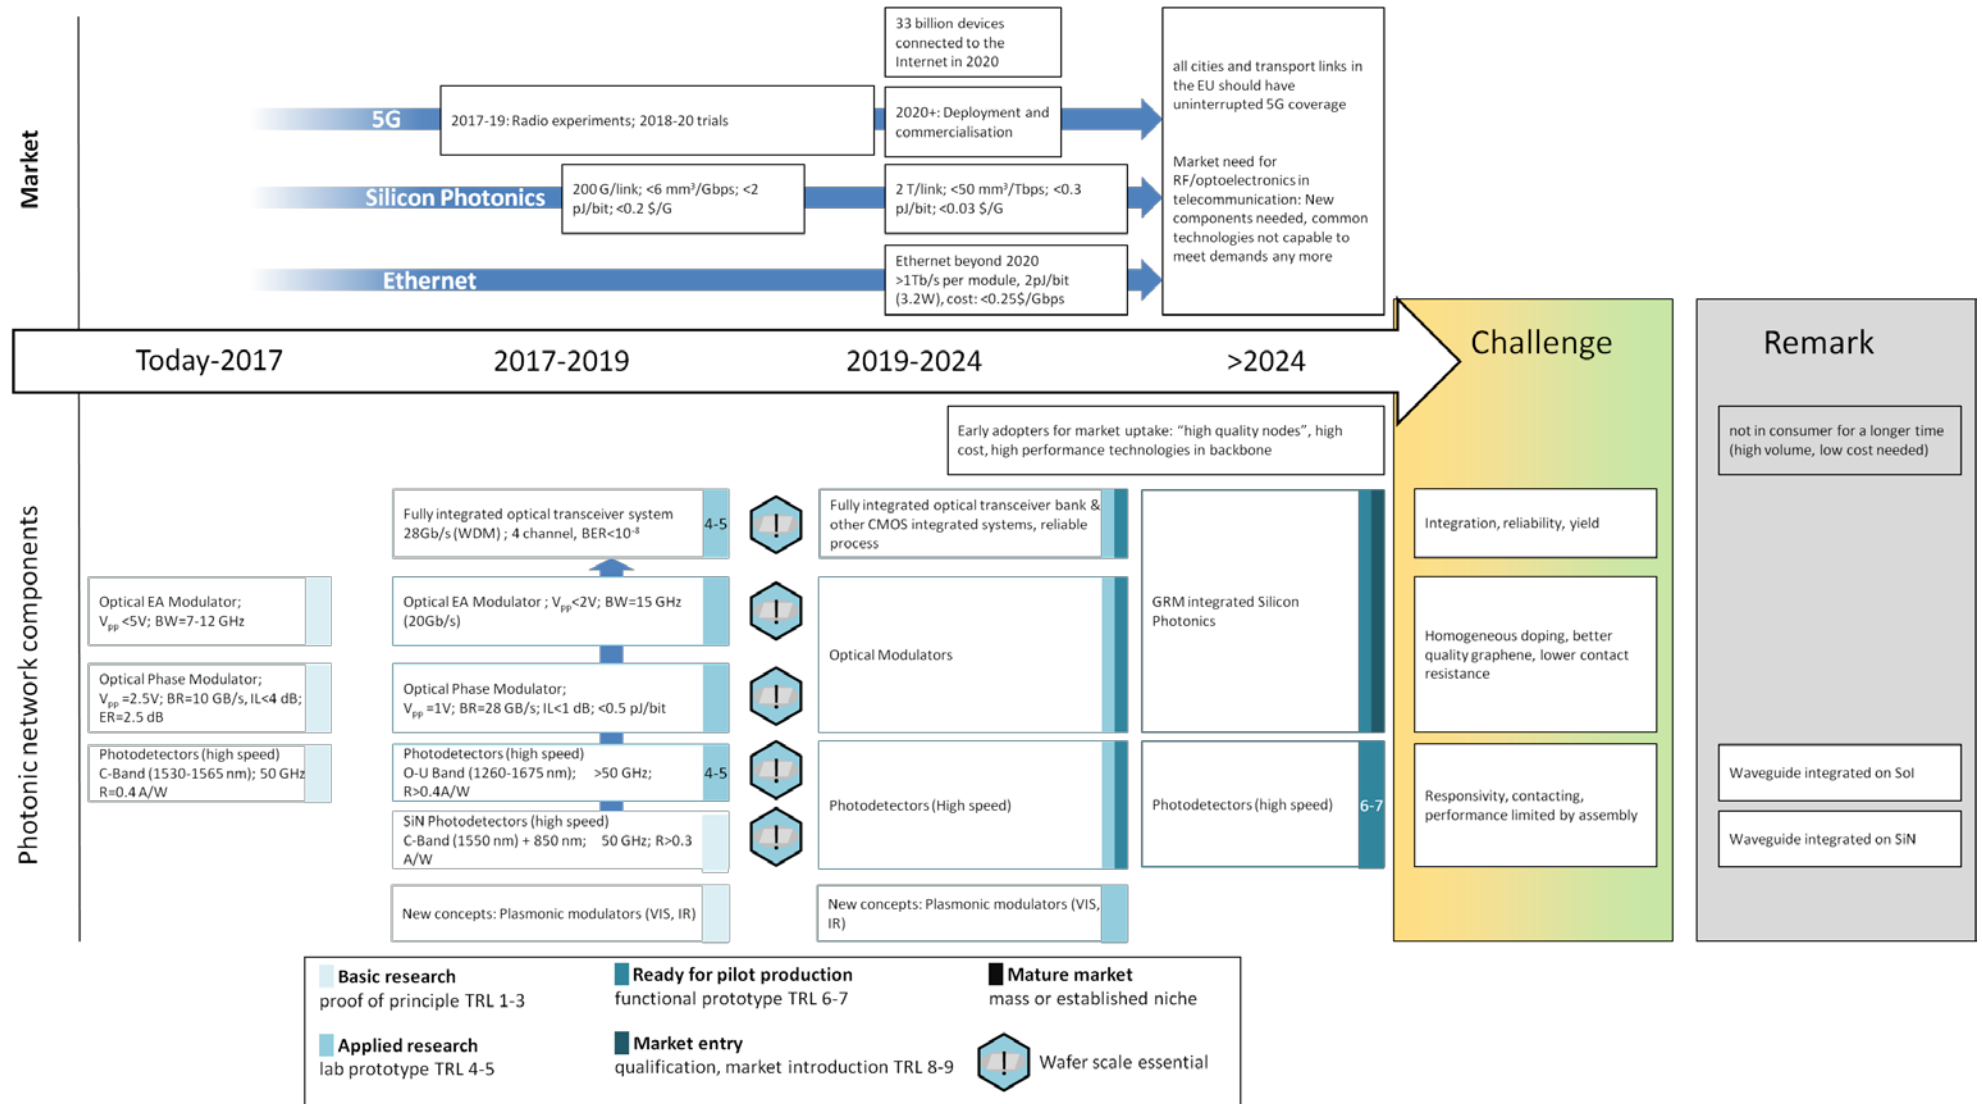 Market
33 billion devices
connected to the
Internet in 2020
5G
2017-19: Radio experiments; 2018-20 trials
2020+: Deployment and
commercialisation
all cities and transport links in
the EU should have
uninterrupted 5G coverage
Market need for
RF/optoelectronics in
telecommunication: New
components needed, common
technologies not capable to
meet demands any more
Silicon Photonics
200 G/link; <6 mm³/Gbps; <2
pJ/bit; <0.2 $/G
2 T/link; <50 mm³/Tbps; <0.3
pJ/bit; <0.03 $/G
Ethernet
Ethernet beyond 2020
>1Tb/s per module, 2pJ/bit
(3.2W), cost: <0.25$/Gbps
Today-2017
2017-2019
2019-2024
>2024
Challenge
Remark
Photonic network components
Early adopters for market uptake: “high quality nodes”, high
cost, high performance technologies in backbone
not in consumer for a longer time
(high volume, low cost needed)
Fully integrated optical transceiver system
28Gb/s (WDM) ; 4 channel, BER<10⁻⁸
4-5
Fully integrated optical transceiver bank &
other CMOS integrated systems, reliable
process
Integration, reliability, yield
Optical EA Modulator;
Vpp <5V; BW=7-12 GHz
Optical EA Modulator ; Vpp<2V; BW=15 GHz
(20Gb/s)
Optical Modulators
GRM integrated Silicon
Photonics
Homogeneous doping, better
quality graphene, lower contact
resistance
Optical Phase Modulator;
Vpp =2.5V; BR=10 GB/s, IL<4 dB;
ER=2.5 dB
Optical Phase Modulator;
Vpp =1V; BR=28 GB/s; IL<1 dB; <0.5 pJ/bit
Photodetectors (high speed)
C-Band (1530-1565 nm); 50 GHz
R=0.4 A/W
Photodetectors (high speed)
O-U Band (1260-1675 nm); >50 GHz;
R>0.4A/W
4-5
Photodetectors (High speed)
Photodetectors (high speed)
6-7
Responsivity, contacting,
performance limited by assembly
Waveguide integrated on SoI
SiN Photodetectors (high speed)
C-Band (1550 nm) + 850 nm; 50 GHz; R>0.3
A/W
Waveguide integrated on SiN
New concepts: Plasmonic modulators (VIS, IR)
New concepts: Plasmonic modulators (VIS,
IR)
Basic research
proof of principle TRL 1-3
Ready for pilot production
functional prototype TRL 6-7
Mature market
mass or established niche
Applied research
lab prototype TRL 4-5
Market entry
qualification, market introduction TRL 8-9
Wafer scale essential